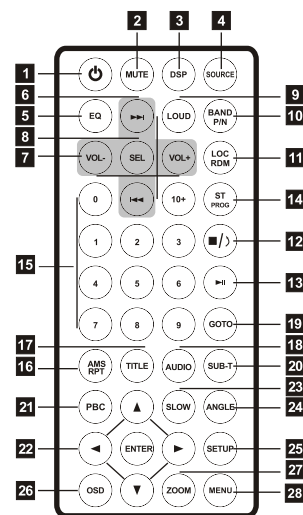 2 3 4
1 MUTE DSP SOURCE
6 9
5 EQ LOUD BAND P/N 10
8
7 VOL- SEL VOL+ LOC RDM 11
0 10+ ST PROG 14
1 2 3 12
15
4 5 6 13
7 8 9 GOTO 19
17 18
16 AMS RPT TITLE AUDIO SUB-T 20
23
21 PBC SLOW ANGLE 24
22 ENTER SETUP 25
27
26 OSD ZOOM MENU 28